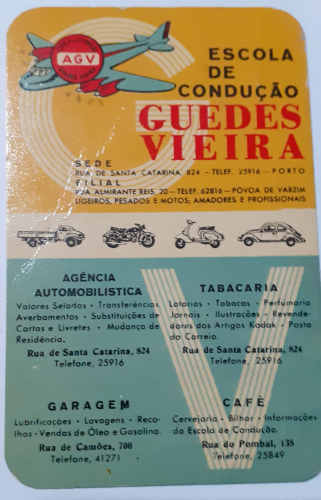 AGV
ESCOLA
DE
CONDUÇÃO
GUEDES
VIEIRA
SEDE
RUA DE SANTA CATARINA, 824 — TELEF. 25916 — PORTO
FILIAL
RUA ALMIRANTE REIS, 20 — TELEF. 62816 — PÓVOA DE VARZIM
LIGEIROS, PESADOS E MOTOS; AMADORES E PROFISSIONAIS
AGÊNCIA
AUTOMOBILISTICA
Valores Selados • Transferências
Averbamentos • Substituições de
Cartas e Livretes • Mudança de
Residência.
Rua de Santa Catarina, 824
Telefone, 25916
TABACARIA
Lotarias • Tabacos • Perfumaria
Jornais • Ilustrações • Revende-
dores dos Artigos Kodak • Posto
do Correio.
Rua de Santa Catarina, 824
Telefone, 25916
GARAGEM
Lubrificações • Lavagens • Reco-
lhas • Vendas de Óleo e Gasolina.
Rua de Camões, 700
Telefone, 41271
CAFÉ
Cervejaria • Bilhar • Informações
da Escola de Condução.
Rua do Pombal, 135
Telefone, 25849